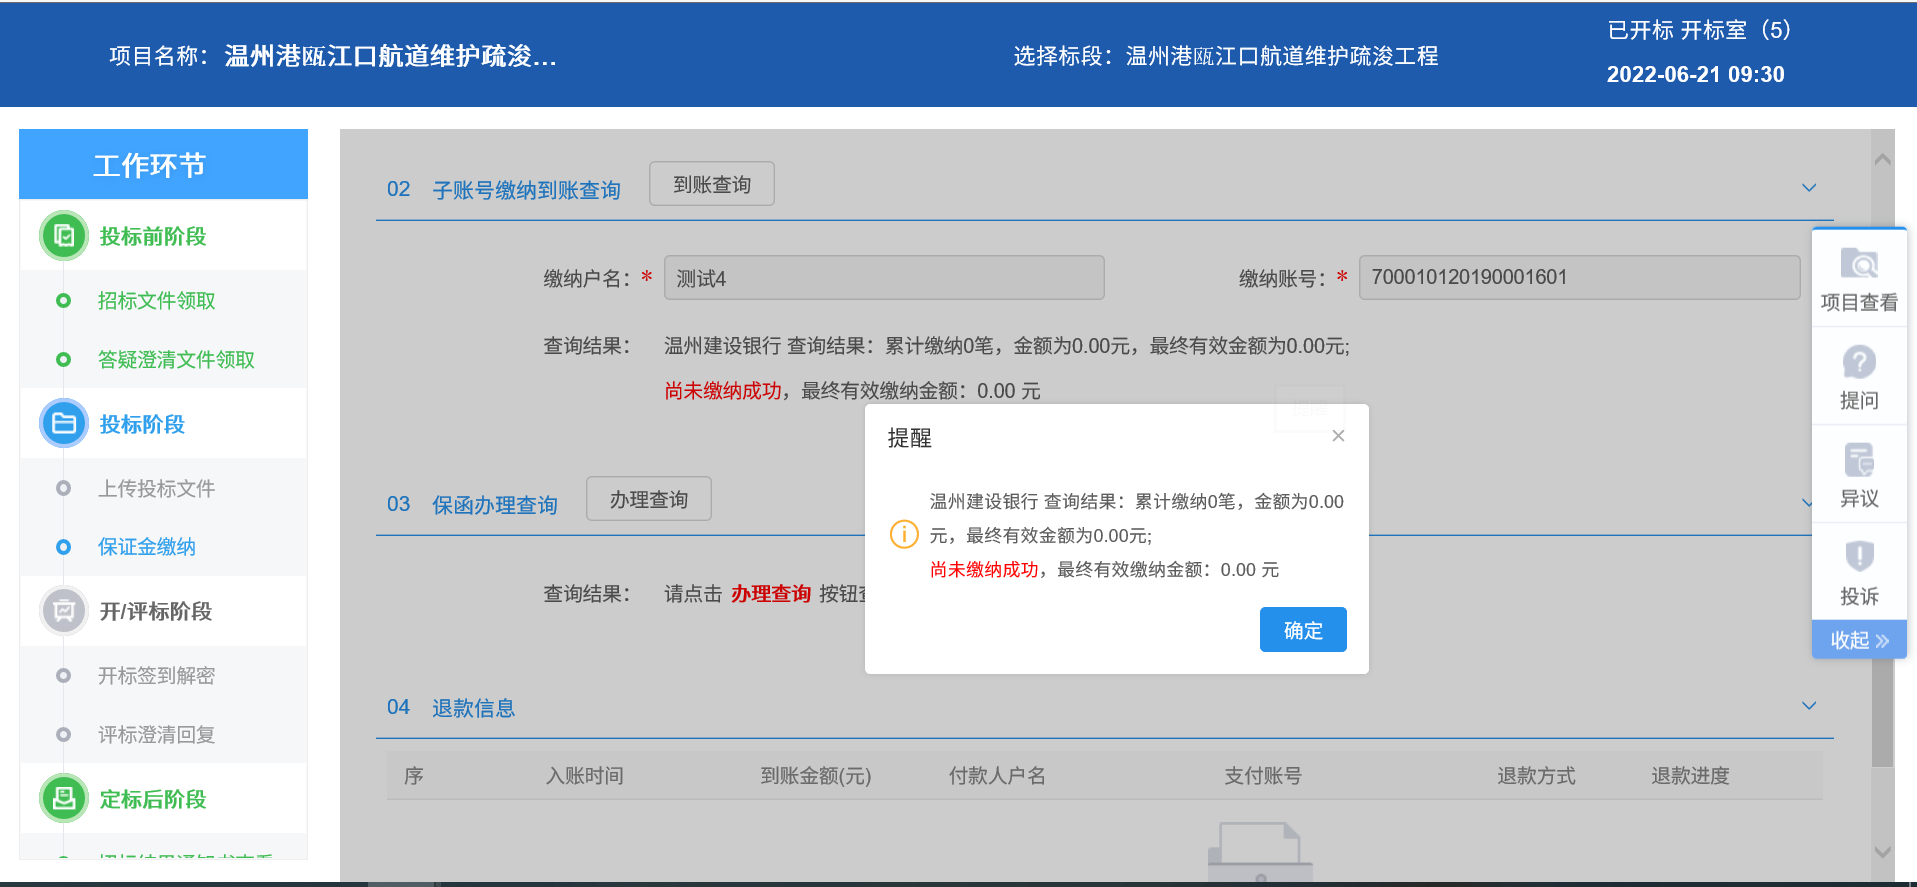 项目名称：温州港瓯江口航道维护疏浚...
选择标段：温州港瓯江口航道维护疏浚工程
已开标 开标室（5）
2022-06-21 09:30
工作环节
投标前阶段
招标文件领取
答疑澄清文件领取
投标阶段
上传投标文件
保证金缴纳
开/评标阶段
开标签到解密
评标澄清回复
定标后阶段
02 子账号缴纳到账查询 到账查询
缴纳户名：* 测试4
缴纳账号：* 700010120190001601
查询结果： 温州建设银行 查询结果：累计缴纳0笔，金额为0.00元，最终有效金额为0.00元;
尚未缴纳成功，最终有效缴纳金额：0.00 元
03 保函办理查询 办理查询
查询结果： 请点击 办理查询 按钮
提醒
×
温州建设银行 查询结果：累计缴纳0笔，金额为0.00
元，最终有效金额为0.00元;
尚未缴纳成功，最终有效缴纳金额：0.00 元
确定
04 退款信息
序 入账时间 到账金额(元) 付款人户名 支付账号 退款方式 退款进度
项目查看
提问
异议
投诉
收起 »